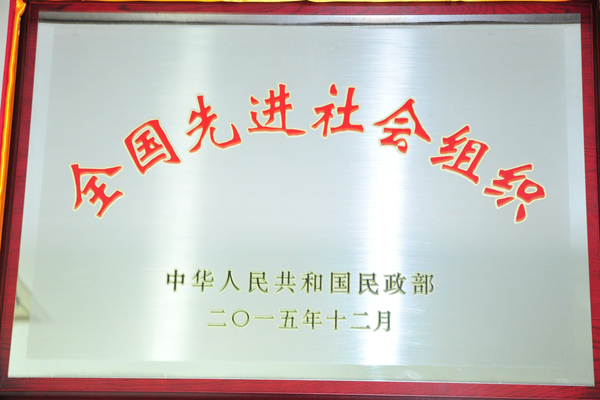 全国先进社会组织
中华人民共和国民政部
二〇一五年十二月